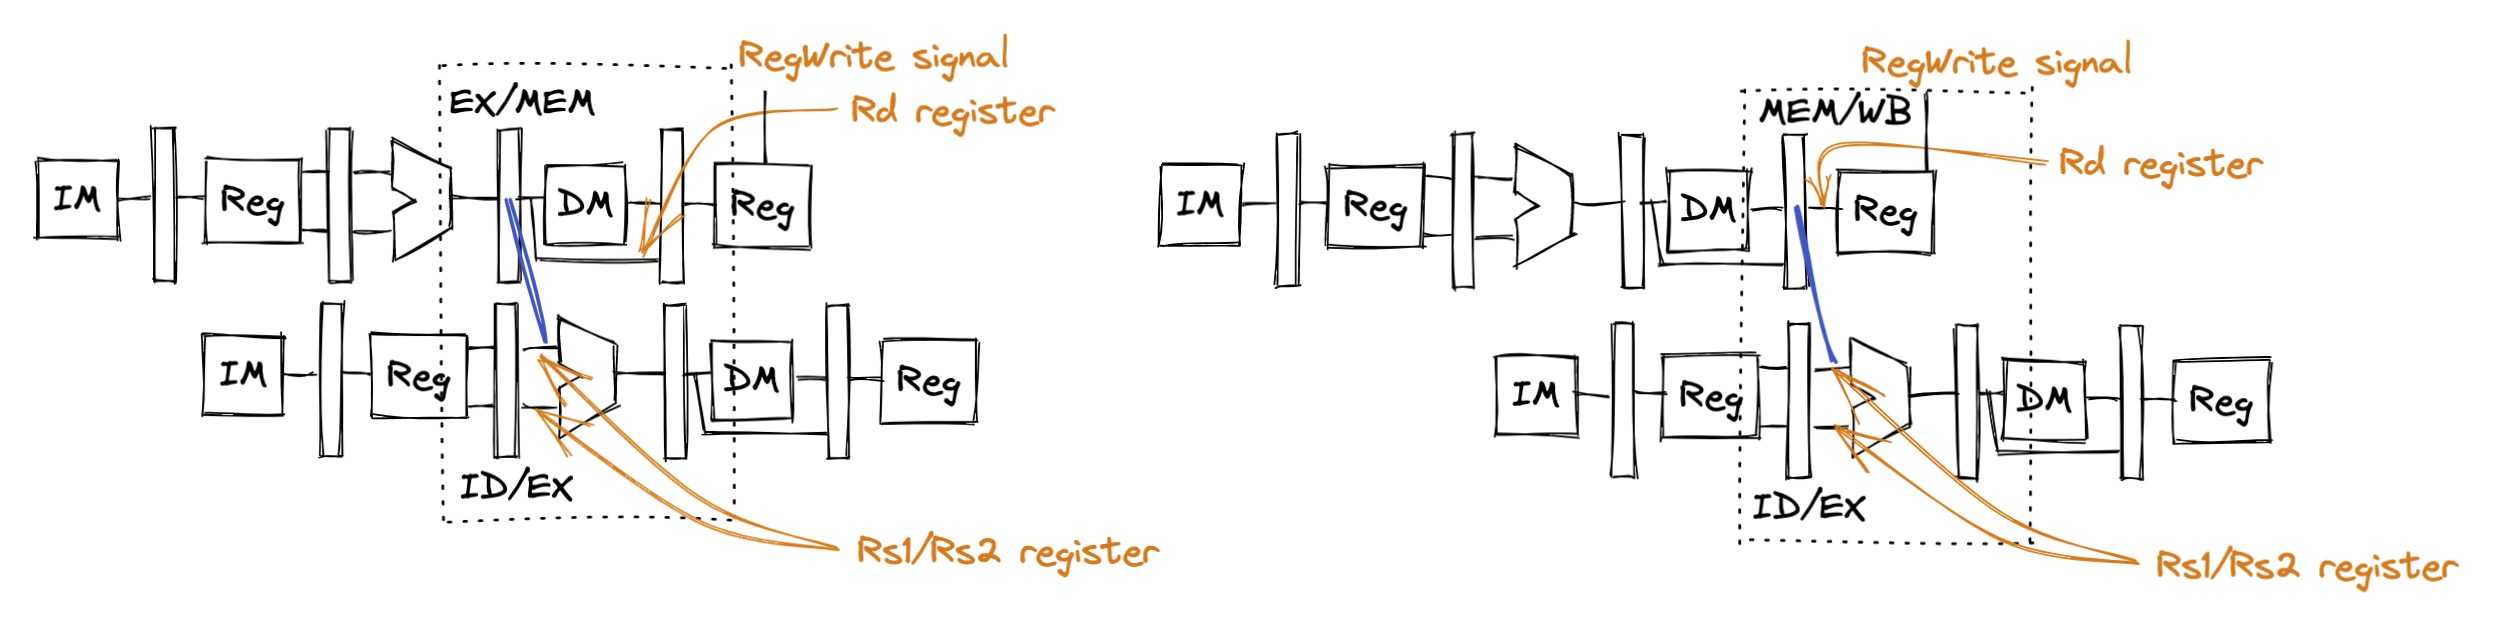 RegWrite signal
EX/MEM
Rd register
IM
Reg
DM
Reg
IM
Reg
DM
Reg
ID/EX
Rs1/Rs2 register
RegWrite signal
MEM/WB
Rd register
IM
Reg
DM
Reg
IM
Reg
DM
Reg
ID/EX
Rs1/Rs2 register